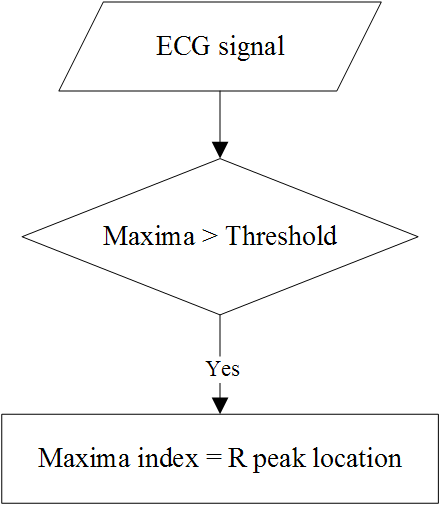 ECG signal
Maxima > Threshold
Yes
Maxima index = R peak location